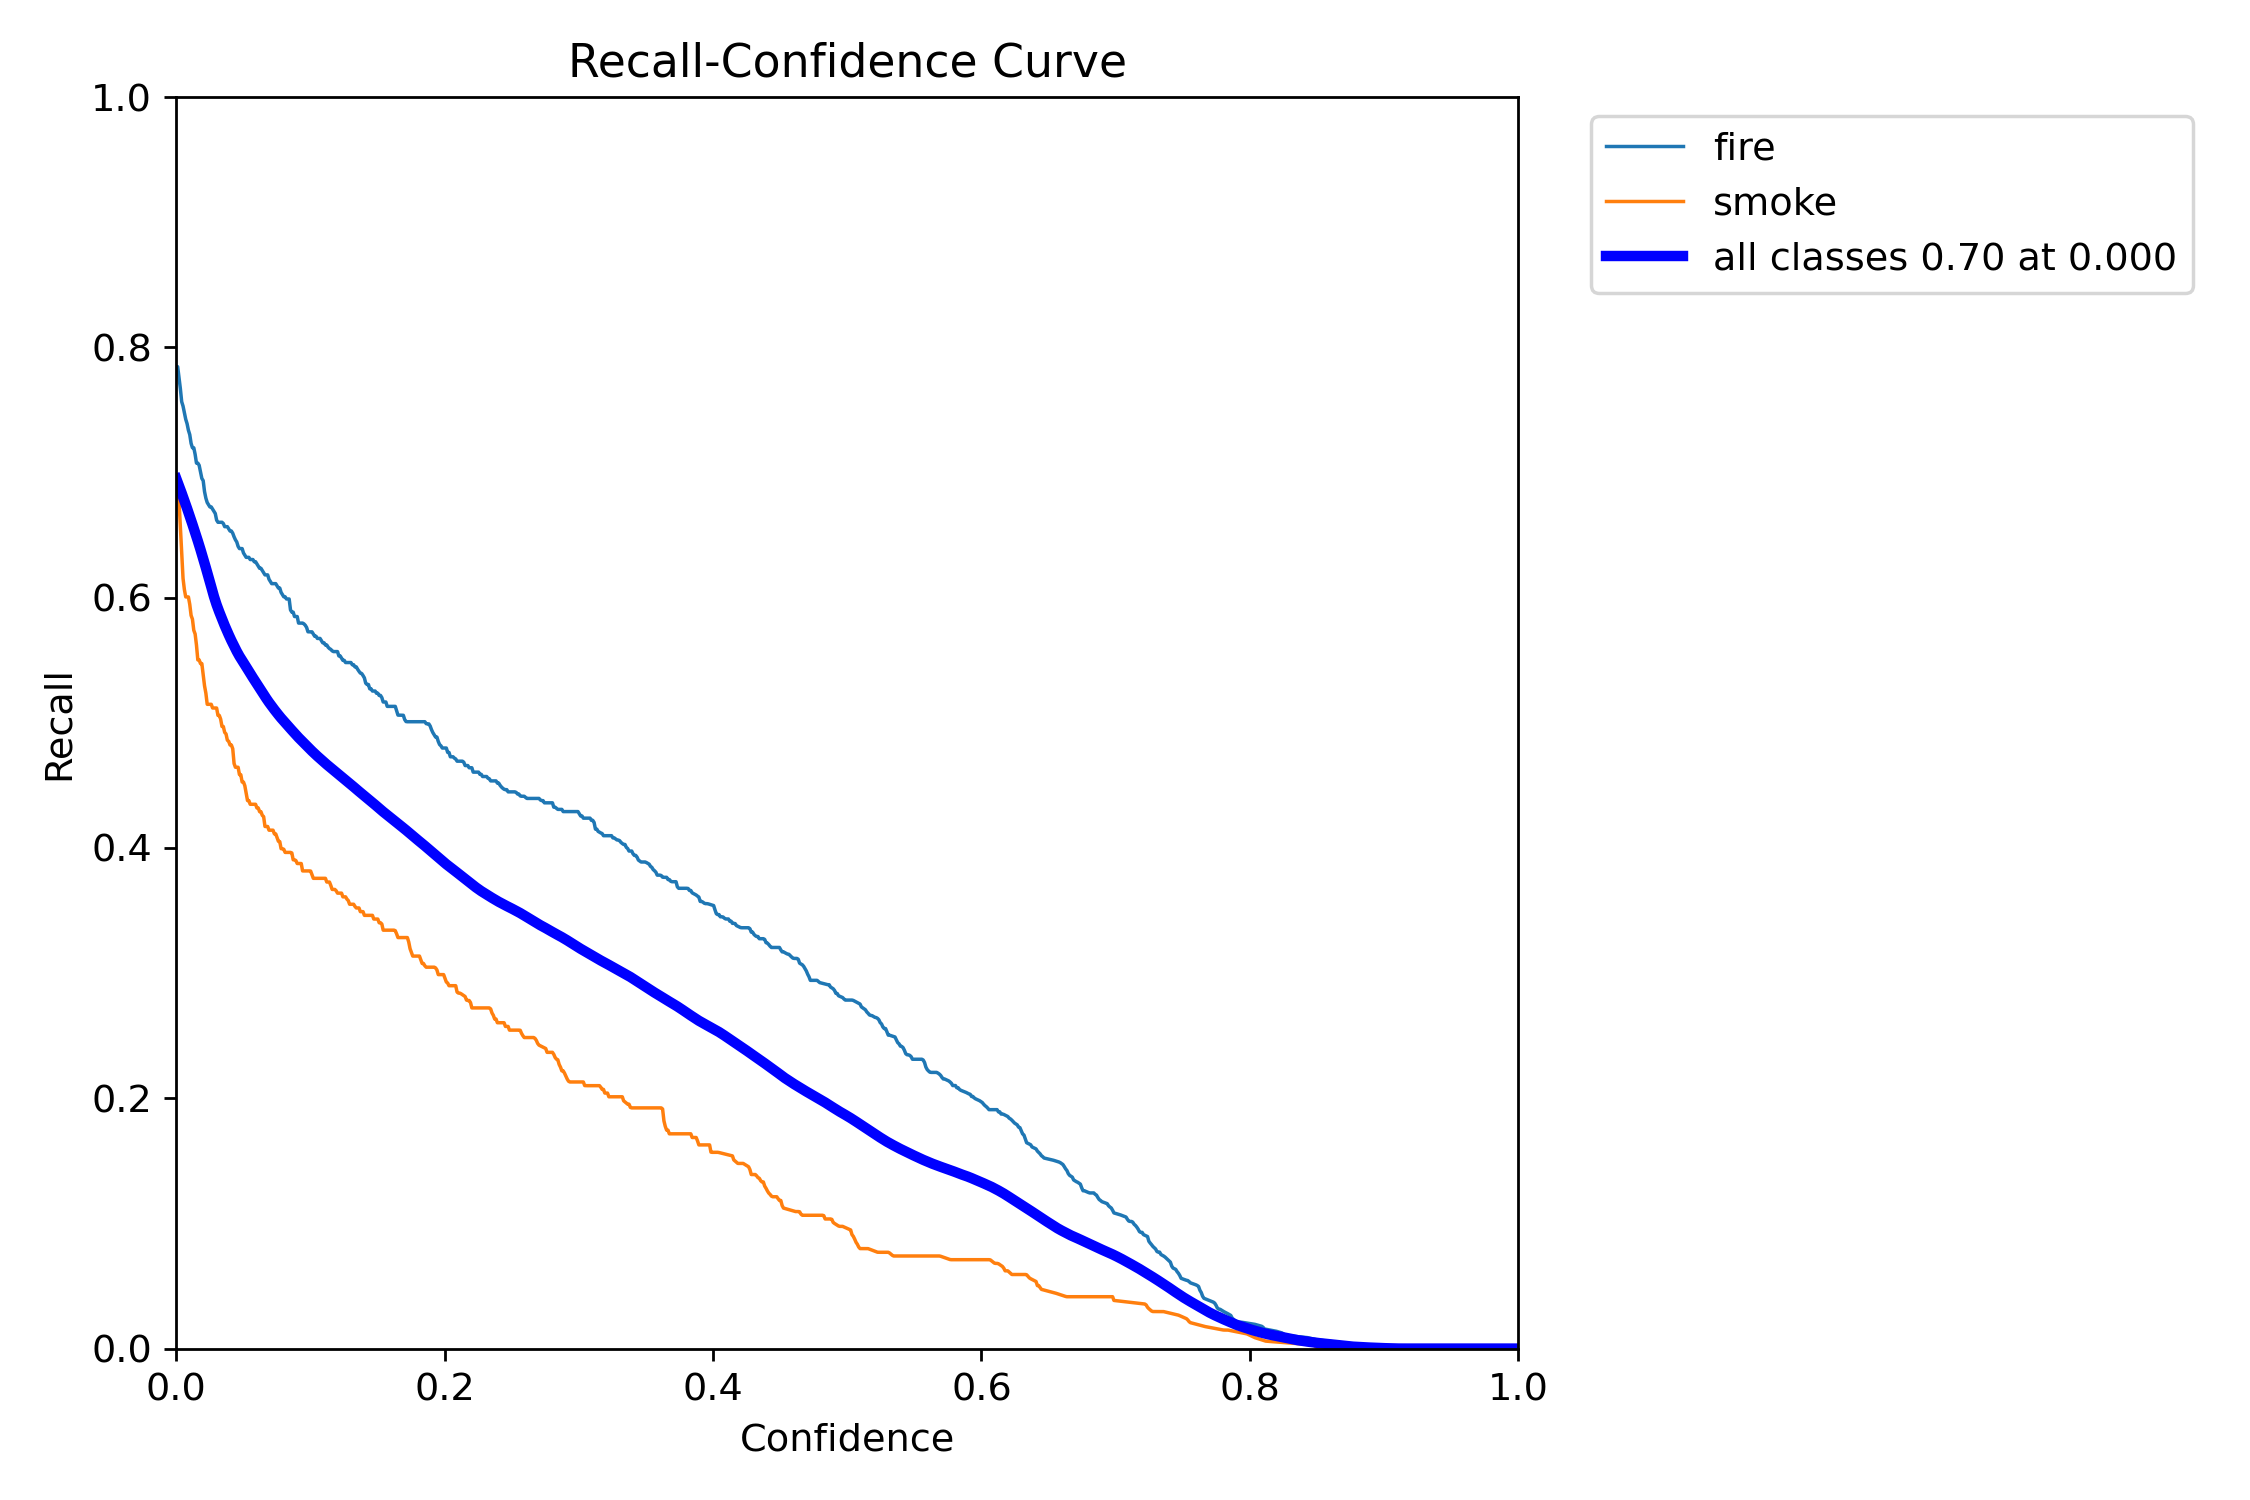 Recall-Confidence Curve
1.0
0.8
0.6
0.4
0.2
0.0
Recall
0.0 0.2 0.4 0.6 0.8 1.0
Confidence
fire
smoke
all classes 0.70 at 0.000